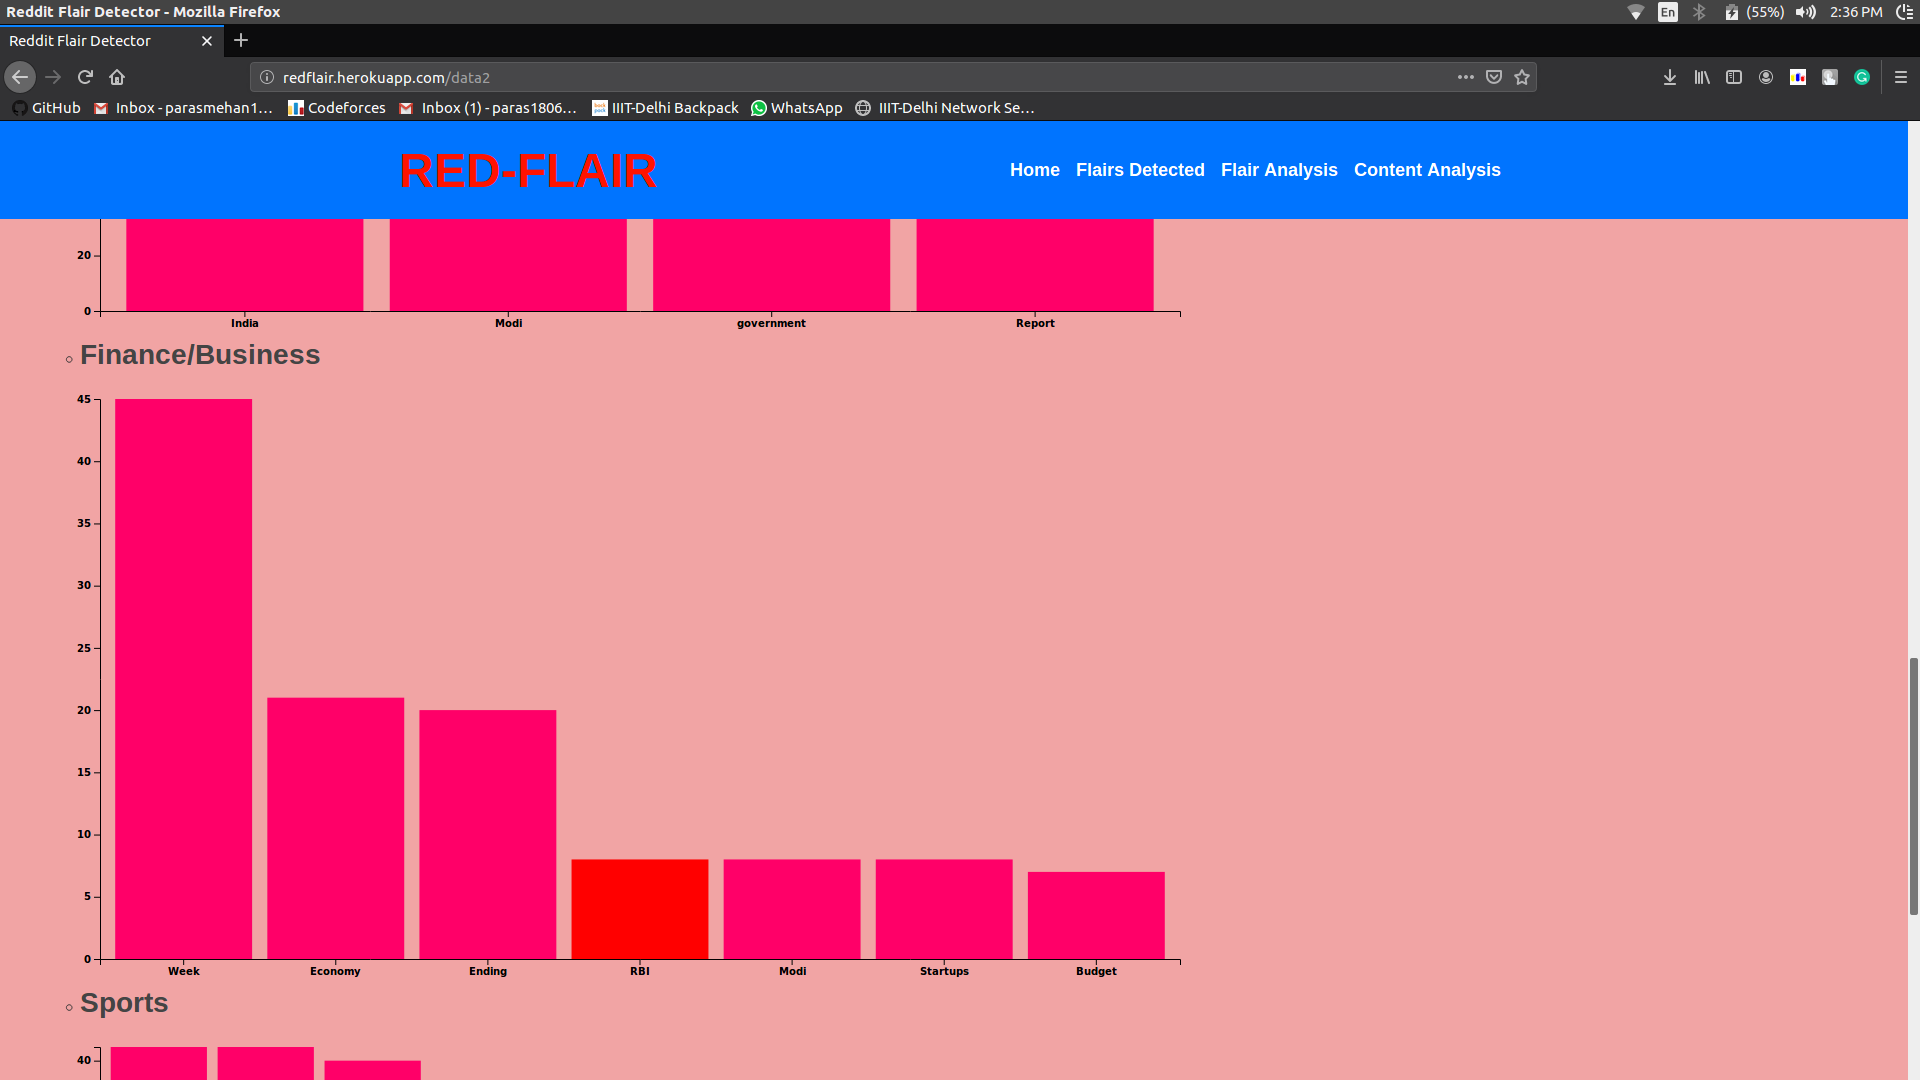 Reddit Flair Detector - Mozilla Firefox
En (55%) 2:36 PM
Reddit Flair Detector
redflair.herokuapp.com/data2
GitHub Inbox - parasmehan1... Codeforces Inbox (1) - paras1806... IIIT-Delhi Backpack WhatsApp IIIT-Delhi Network Se...
RED-FLAIR
Home Flairs Detected Flair Analysis Content Analysis
20
0
India Modi government Report
Finance/Business
45
40
35
30
25
20
15
10
5
0
Week Economy Ending RBI Modi Startups Budget
Sports
40